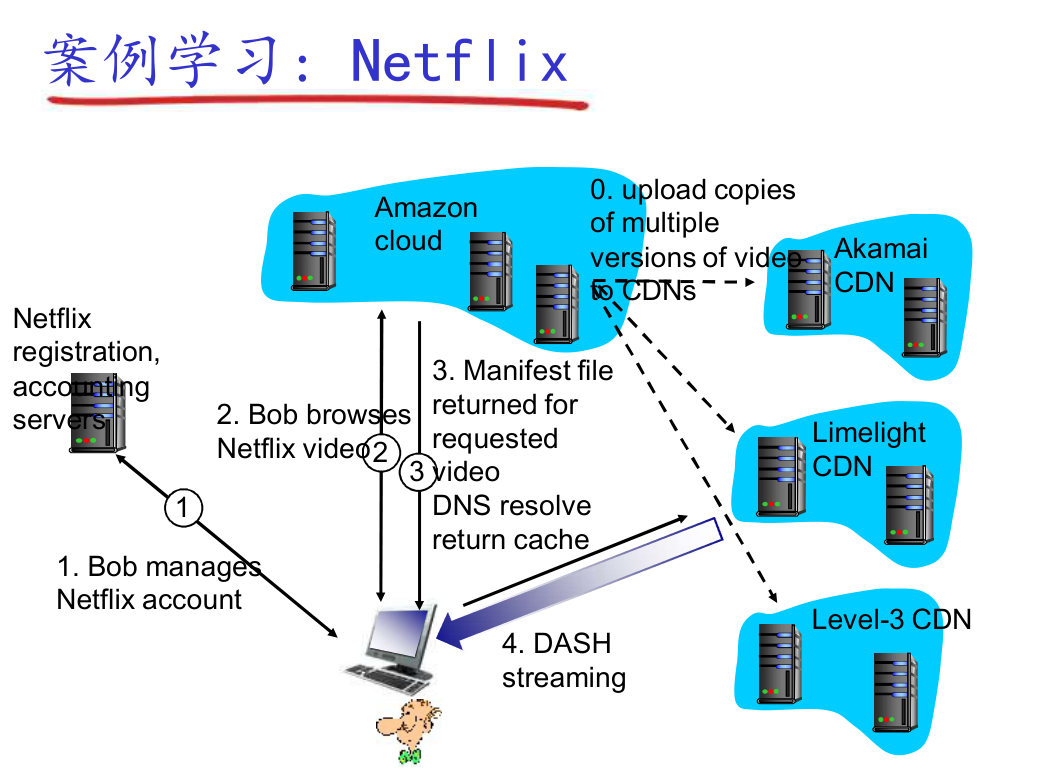 案例学习：Netflix
Amazon
cloud
0. upload copies
of multiple
versions of video
to CDNs
Akamai
CDN
Netflix
registration,
accounting
servers
3. Manifest file
returned for
requested
video
DNS resolve
return cache
2. Bob browses
Netflix video
2
3
Limelight
CDN
1
1. Bob manages
Netflix account
4. DASH
streaming
Level-3 CDN